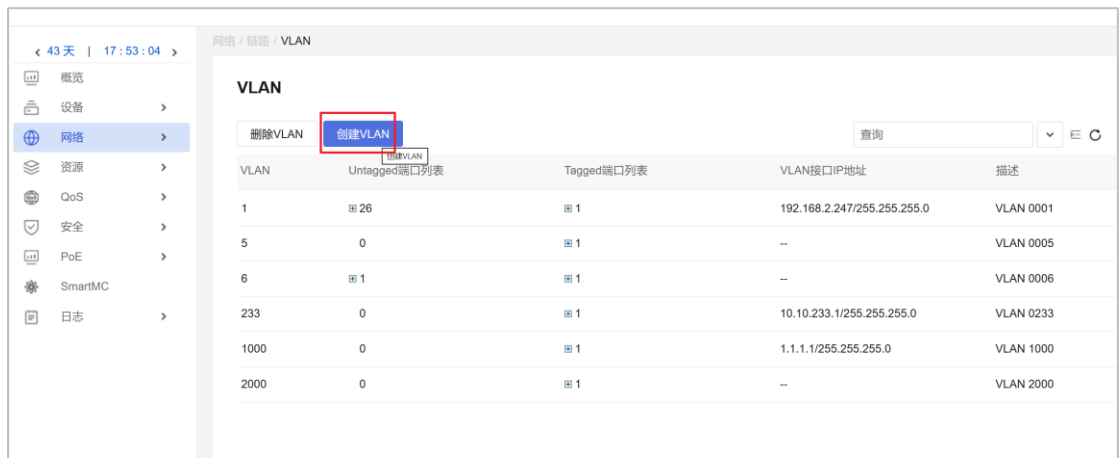 ‹ 43 天 | 17 : 53 : 04 ›
网络 / 链路 / VLAN
概览
设备
网络
资源
QoS
安全
PoE
SmartMC
日志
VLAN
删除VLAN 创建VLAN 查询
创建VLAN
VLAN Untagged端口列表 Tagged端口列表 VLAN接口IP地址 描述
1 26 1 192.168.2.247/255.255.255.0 VLAN 0001
5 0 1 -- VLAN 0005
6 1 1 -- VLAN 0006
233 0 1 10.10.233.1/255.255.255.0 VLAN 0233
1000 0 1 1.1.1.1/255.255.255.0 VLAN 1000
2000 0 1 -- VLAN 2000